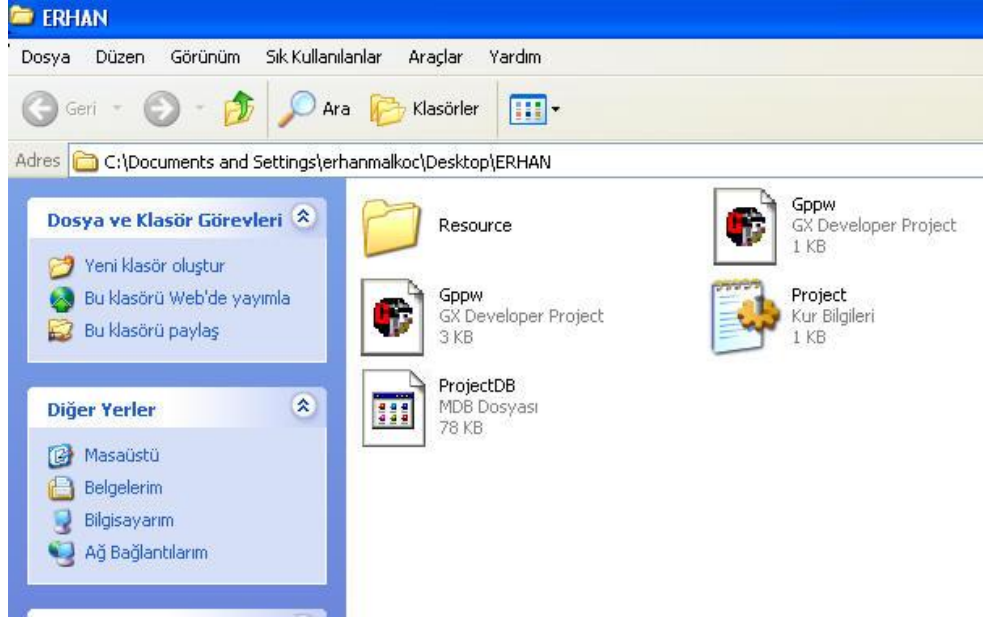 ERHAN
Dosya Düzen Görünüm Sık Kullanılanlar Araçlar Yardım
Geri Ara Klasörler
Adres C:\Documents and Settings\erhanmalkoc\Desktop\ERHAN
Dosya ve Klasör Görevleri
Yeni klasör oluştur
Bu klasörü Web'de yayımla
Bu klasörü paylaş
Diğer Yerler
Masaüstü
Belgelerim
Bilgisayarım
Ağ Bağlantılarım
Resource
Gppw
GX Developer Project
1 KB
Gppw
GX Developer Project
3 KB
Project
Kur Bilgileri
1 KB
ProjectDB
MDB Dosyası
78 KB